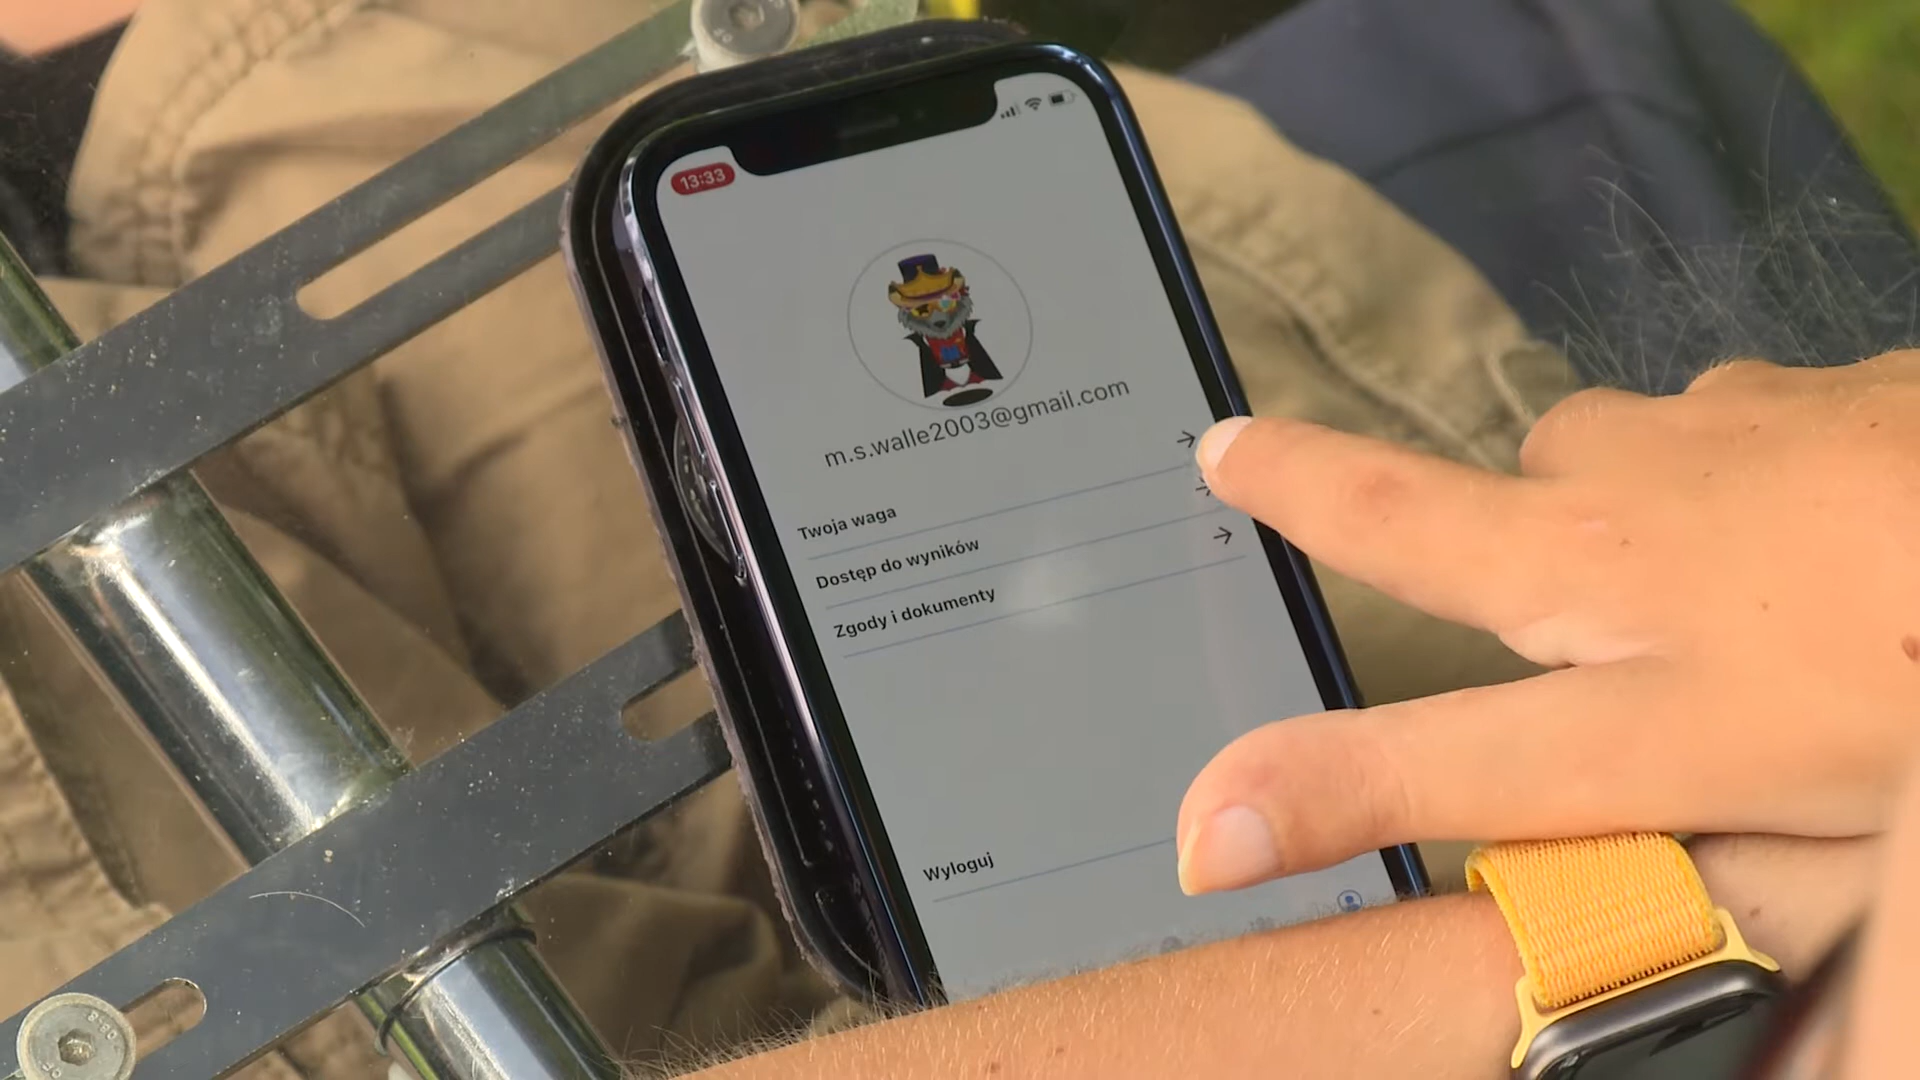 13:33
m.s.walle2003@gmail.com
Twoja waga
Dostęp do wyników
Zgody i dokumenty
Wyloguj